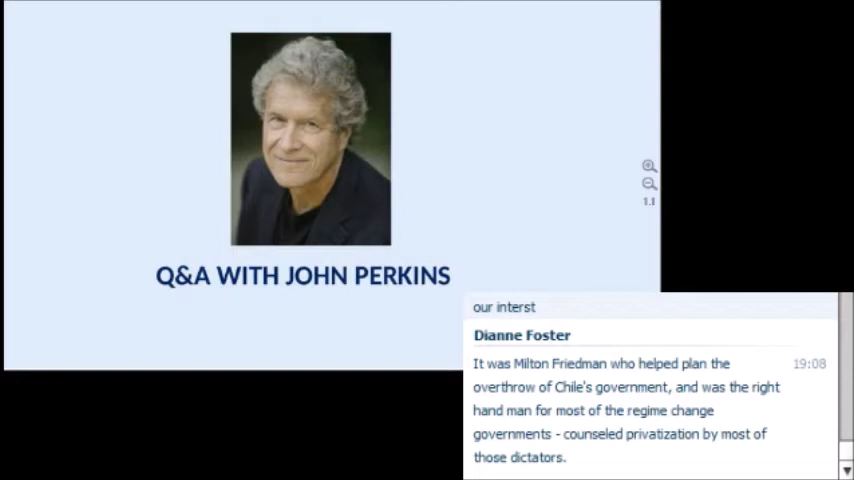 Q&A WITH JOHN PERKINS
1.1
our interst
Dianne Foster
It was Milton Friedman who helped plan the 19:08
overthrow of Chile's government, and was the right
hand man for most of the regime change
governments - counseled privatization by most of
those dictators.